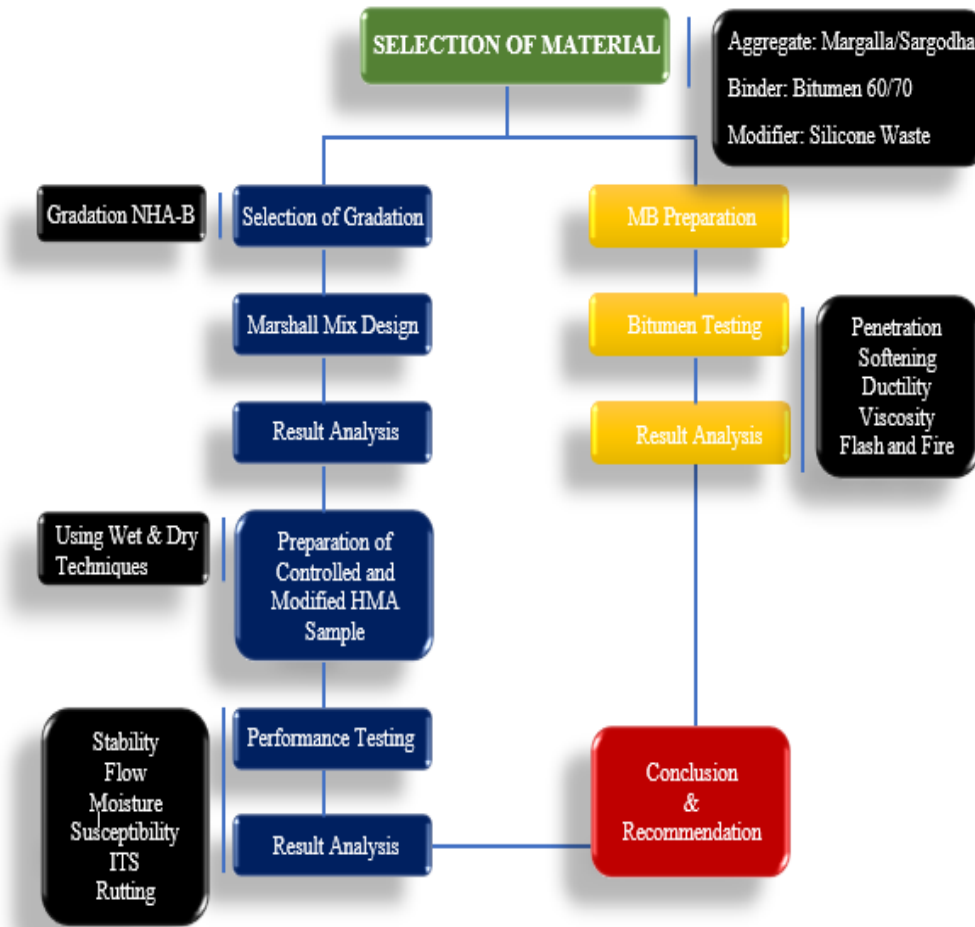 SELECTION OF MATERIAL
Aggregate: Margalla/Sargodha
Binder: Bitumen 60/70
Modifier: Silicone Waste
Gradation NHA-B
Selection of Gradation
MB Preparation
Marshall Mix Design
Bitumen Testing
Penetration
Softening
Ductility
Viscosity
Flash and Fire
Result Analysis
Result Analysis
Using Wet & Dry
Techniques
Preparation of
Controlled and
Modified HMA
Sample
Performance Testing
Stability
Flow
Moisture
Susceptibility
ITS
Rutting
Result Analysis
Conclusion
&
Recommendation